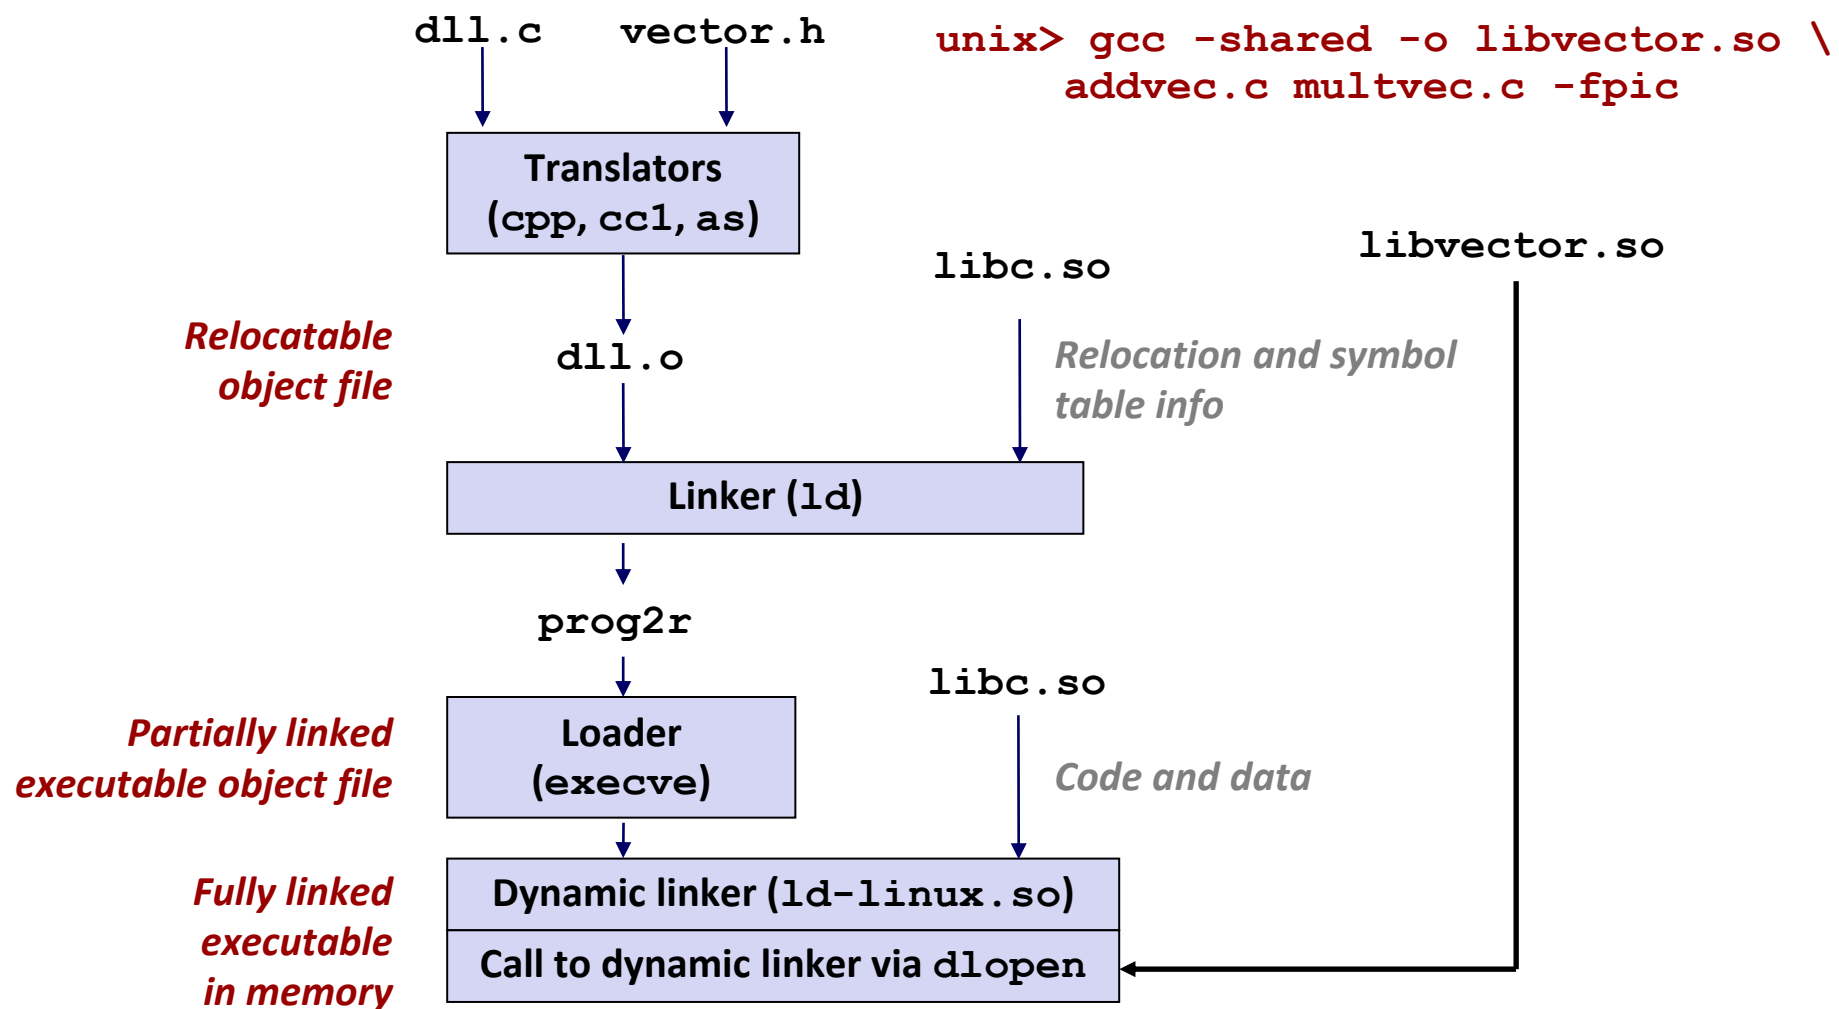 dll.c vector.h
unix> gcc -shared -o libvector.so \
addvec.c multvec.c -fpic
Translators
(cpp, cc1, as)
libc.so
libvector.so
Relocatable
object file
dll.o
Relocation and symbol
table info
Linker (ld)
prog2r
Partially linked
executable object file
Loader
(execve)
libc.so
Code and data
Fully linked
executable
in memory
Dynamic linker (ld-linux.so)
Call to dynamic linker via dlopen